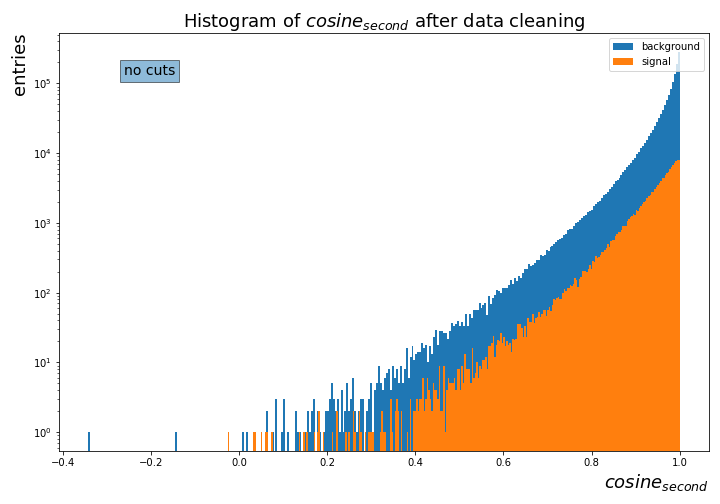 Histogram of cosine_second after data cleaning
entries
no cuts
background
signal
10^5
10^4
10^3
10^2
10^1
10^0
−0.4 −0.2 0.0 0.2 0.4 0.6 0.8 1.0
cosine_second